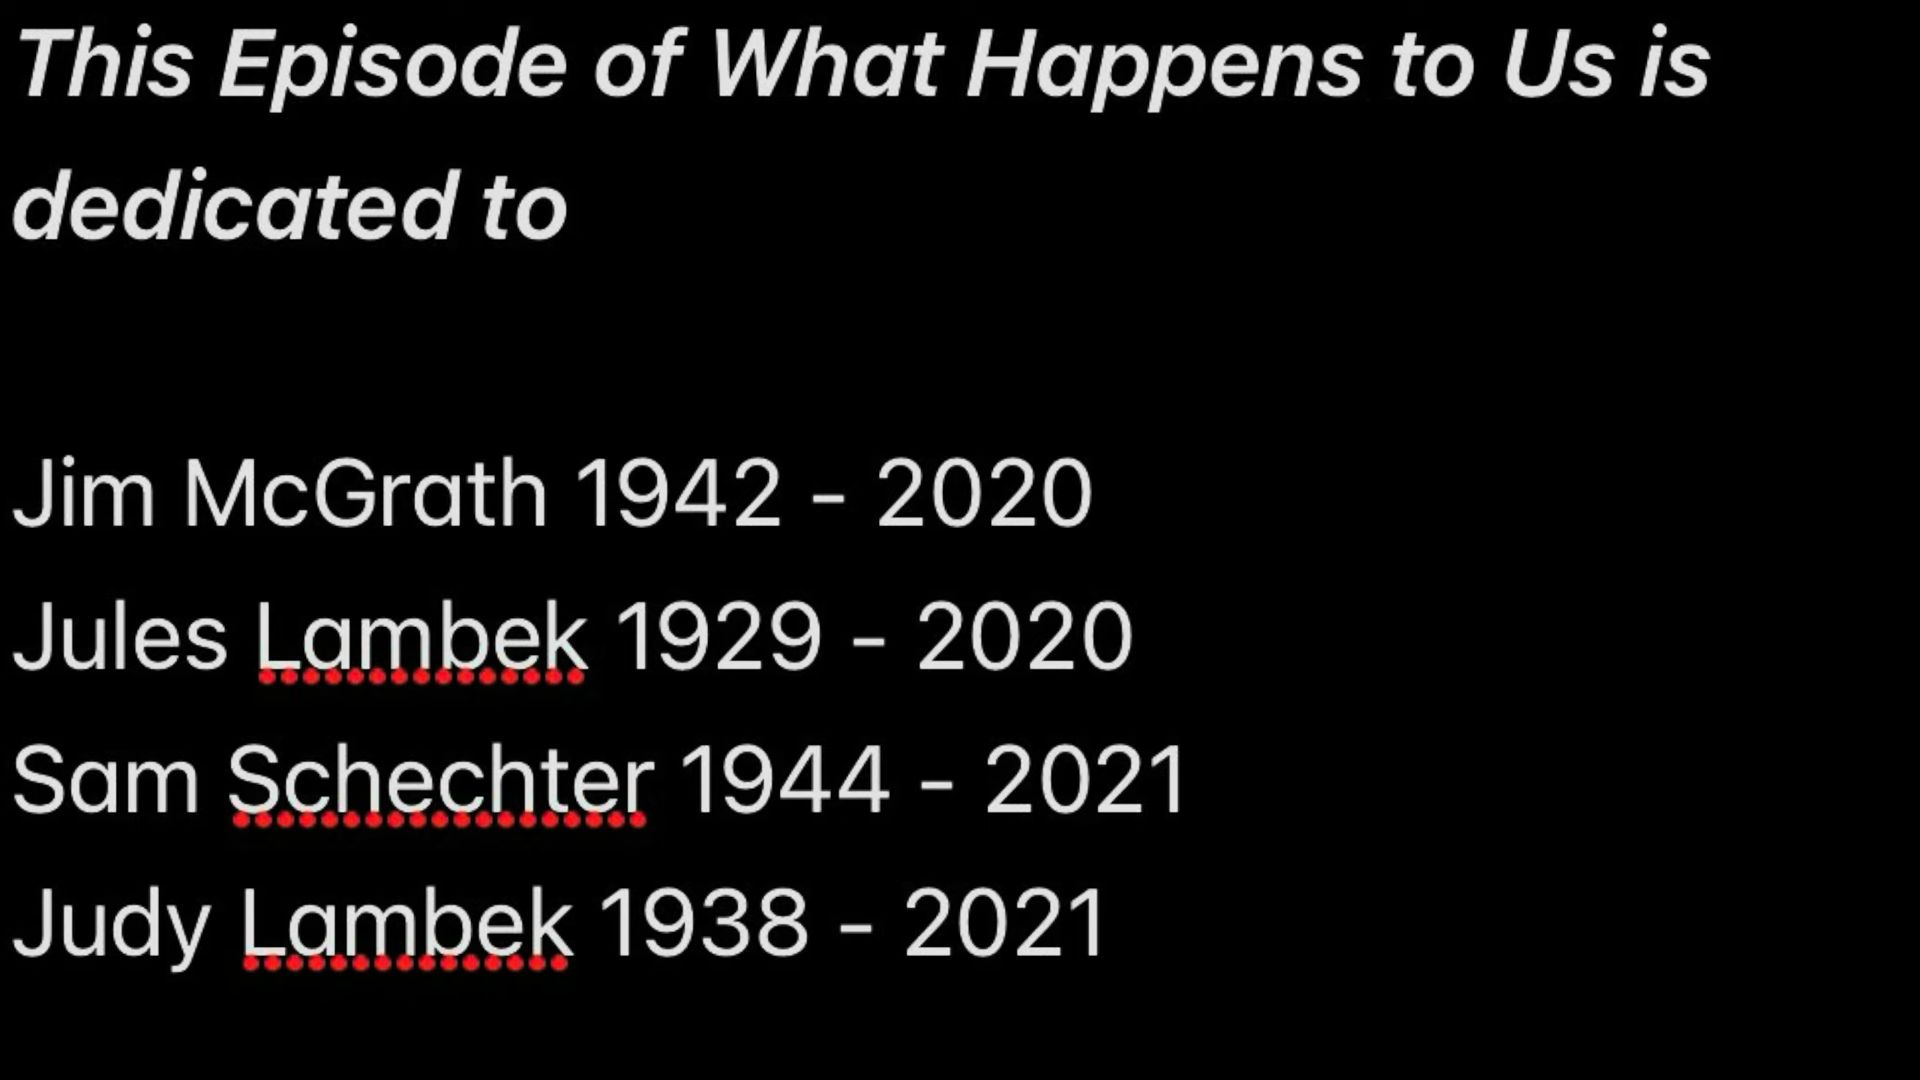 This Episode of What Happens to Us is
dedicated to
Jim McGrath 1942 - 2020
Jules Lambek 1929 - 2020
Sam Schechter 1944 - 2021
Judy Lambek 1938 - 2021